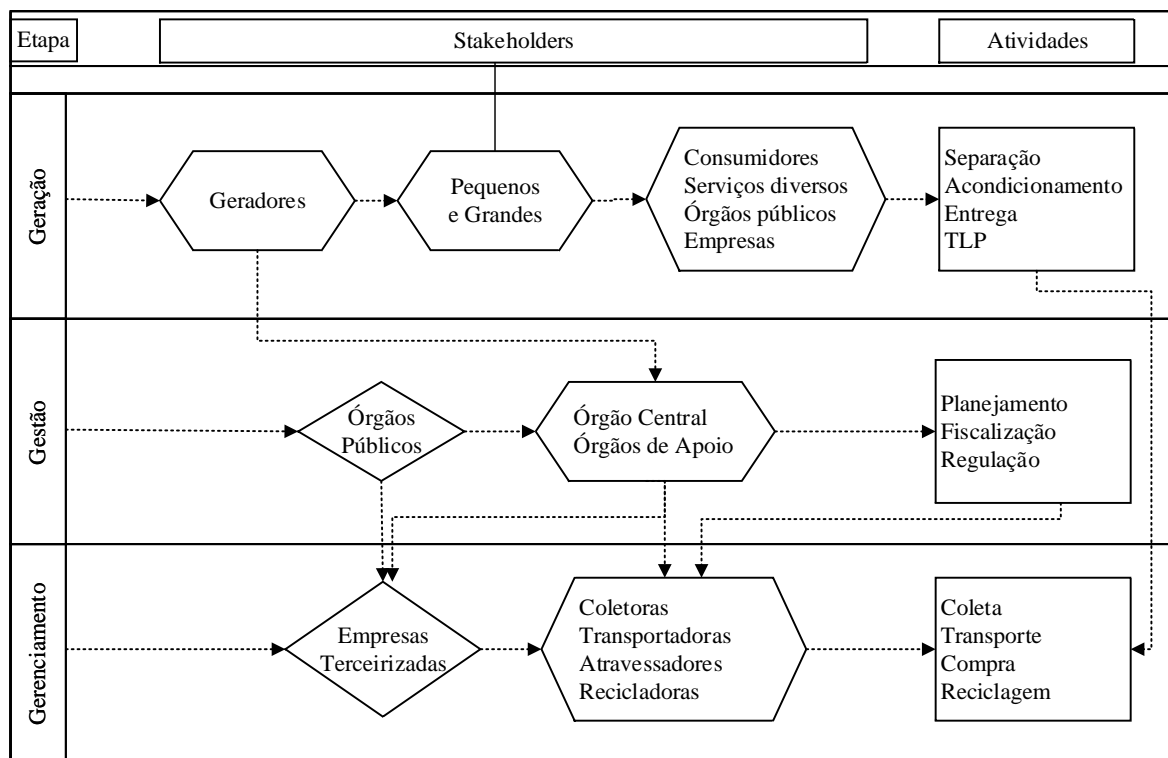 Etapa
Stakeholders
Atividades
Geração
Geradores
Pequenos
e Grandes
Consumidores
Serviços diversos
Órgãos públicos
Empresas
Separação
Acondicionamento
Entrega
TLP
Gestão
Órgãos
Públicos
Órgão Central
Órgãos de Apoio
Planejamento
Fiscalização
Regulação
Gerenciamento
Empresas
Terceirizadas
Coletoras
Transportadoras
Atravessadores
Recicladoras
Coleta
Transporte
Compra
Reciclagem